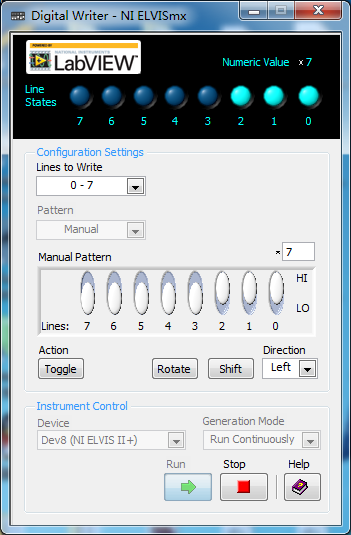 Digital Writer - NI ELVISmx
POWERED BY
NATIONAL INSTRUMENTS
LabVIEW™
Numeric Value x 7
Line States
7 6 5 4 3 2 1 0
Configuration Settings
Lines to Write
0 - 7
Pattern
Manual
Manual Pattern
x 7
HI
LO
Lines: 7 6 5 4 3 2 1 0
Action
Direction
Toggle Rotate Shift Left
Instrument Control
Device
Generation Mode
Dev8 (NI ELVIS II+)
Run Continuously
Run Stop Help